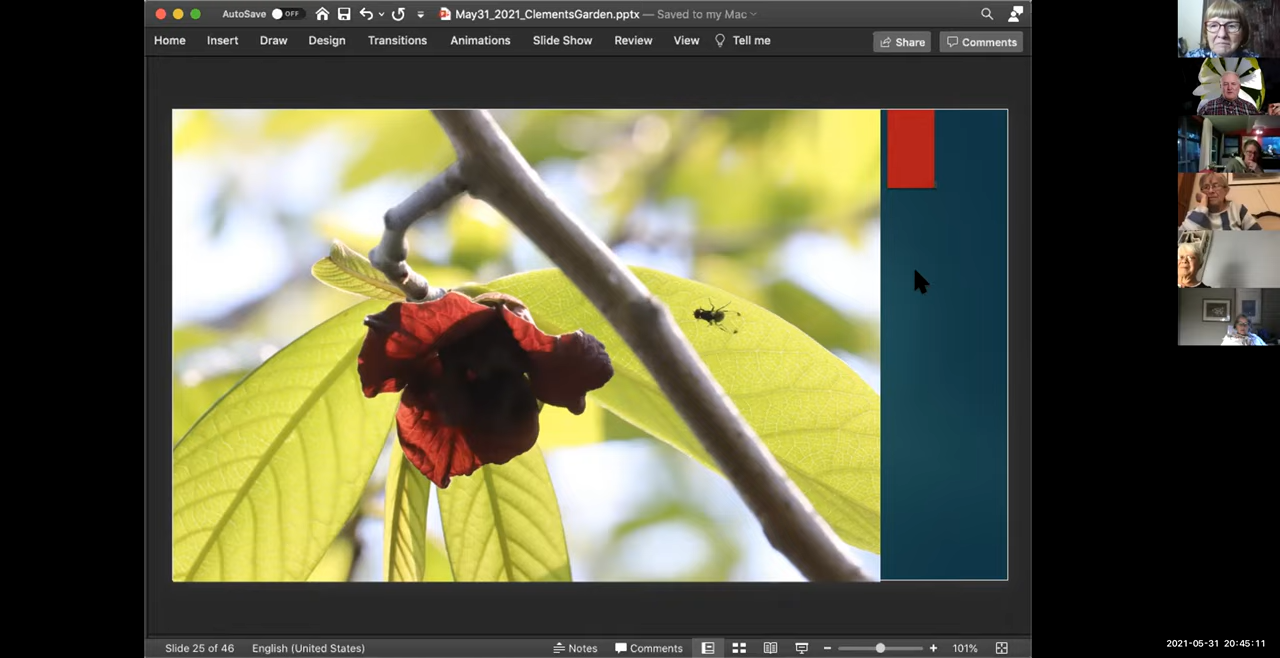 AutoSave OFF May31_2021_ClementsGarden.pptx — Saved to my Mac
Home Insert Draw Design Transitions Animations Slide Show Review View Tell me Share Comments
Slide 25 of 46 English (United States) Notes Comments 101%
2021-05-31 20:45:11